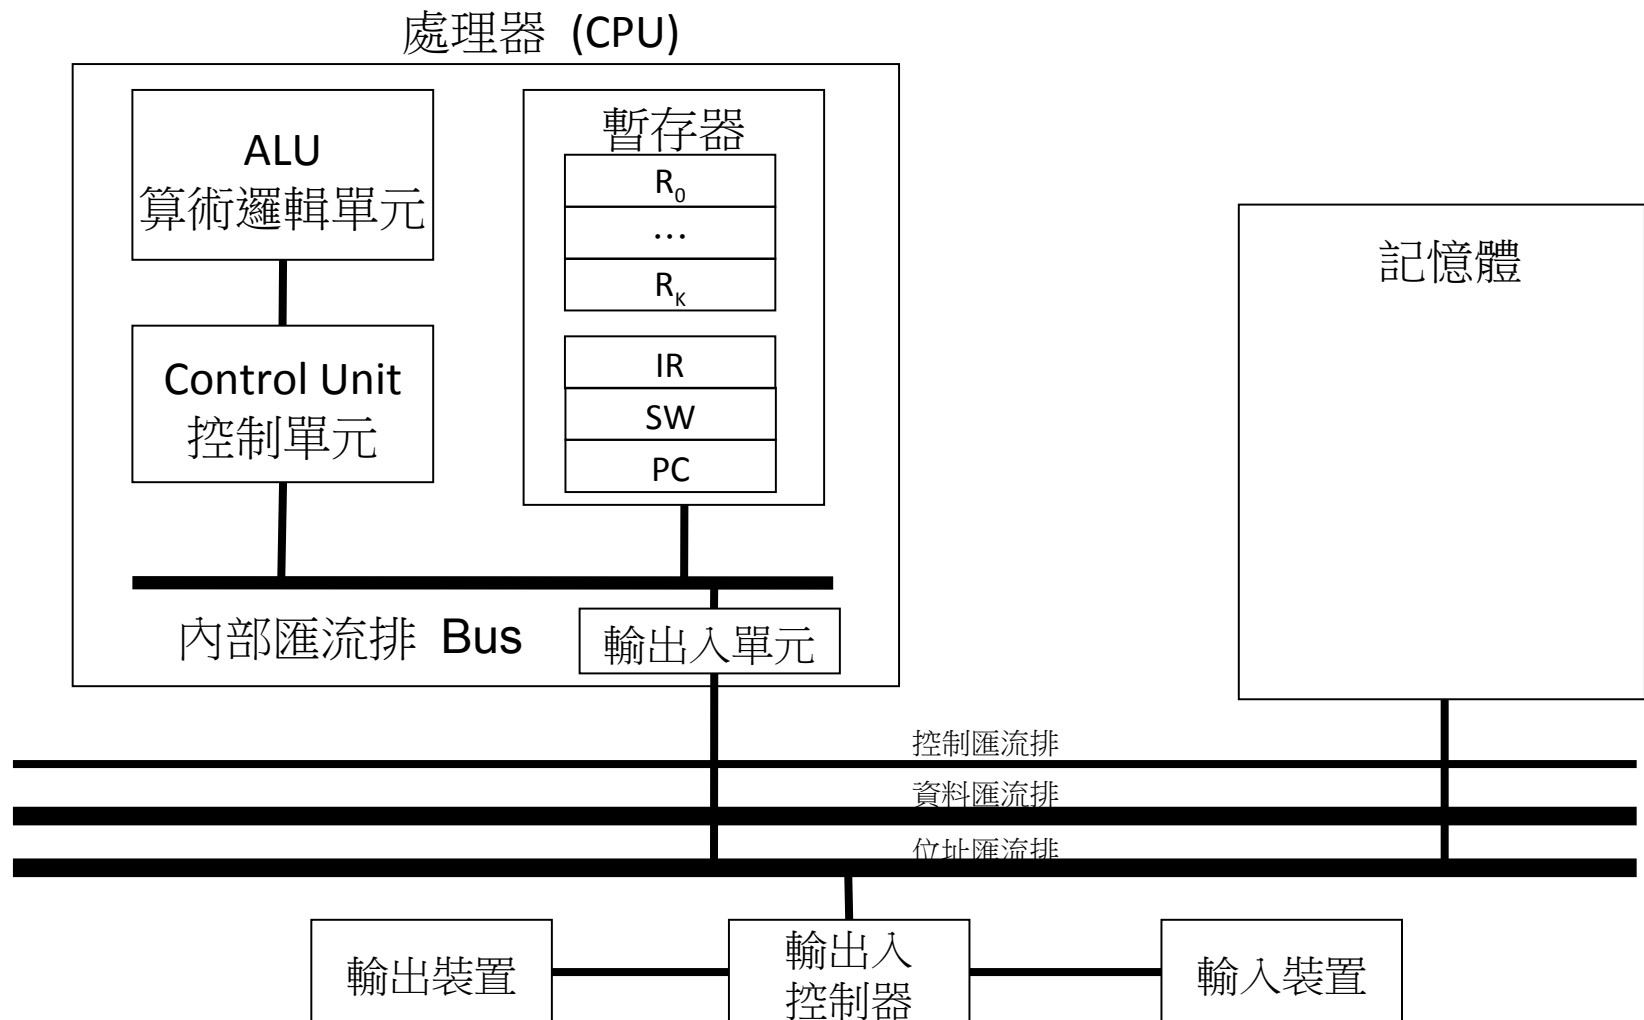 處理器 (CPU)
ALU
算術邏輯單元
Control Unit
控制單元
暫存器
R₀
…
Rₖ
IR
SW
PC
內部匯流排 Bus
輸出入單元
記憶體
控制匯流排
資料匯流排
位址匯流排
輸出裝置
輸出入
控制器
輸入裝置